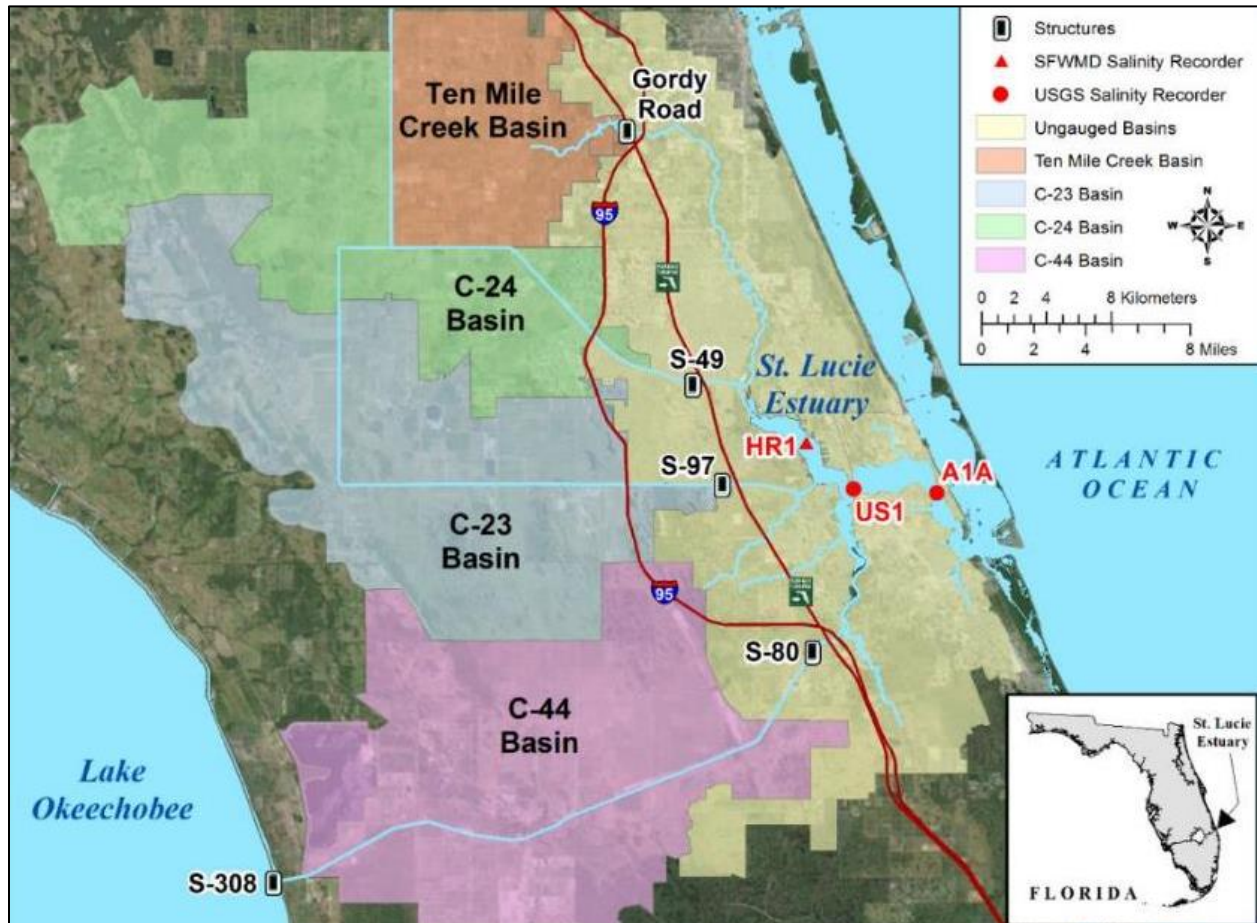 Gordy
Road
Ten Mile
Creek Basin
95
C-24
Basin
S-49
St. Lucie
Estuary
HR1
S-97
US1
A1A
ATLANTIC
OCEAN
C-23
Basin
95
S-80
C-44
Basin
Lake
Okeechobee
S-308
Structures
SFWMD Salinity Recorder
USGS Salinity Recorder
Ungauged Basins
Ten Mile Creek Basin
C-23 Basin
C-24 Basin
C-44 Basin
N
W E
S
0 2 4 8 Kilometers
0 2 4 8 Miles
St. Lucie
Estuary
FLORIDA